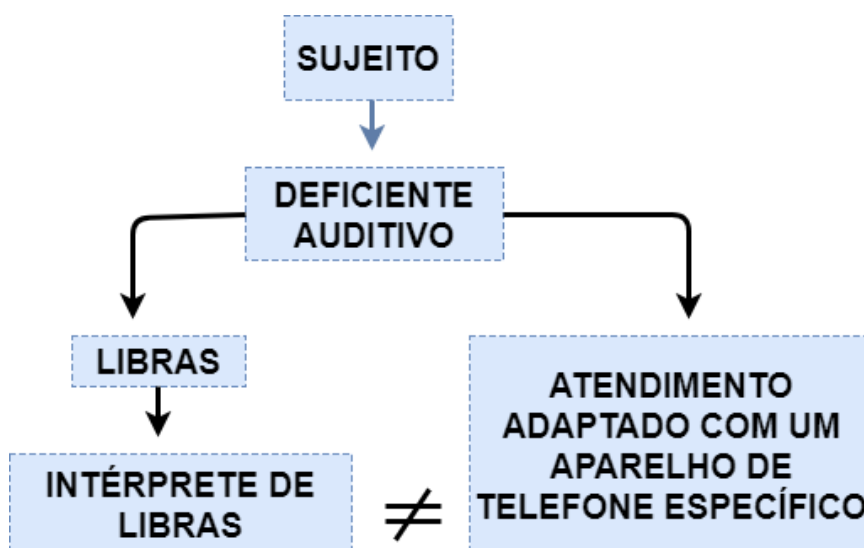 SUJEITO
DEFICIENTE
AUDITIVO
LIBRAS
INTÉRPRETE DE
LIBRAS
≠
ATENDIMENTO
ADAPTADO COM UM
APARELHO DE
TELEFONE ESPECÍFICO